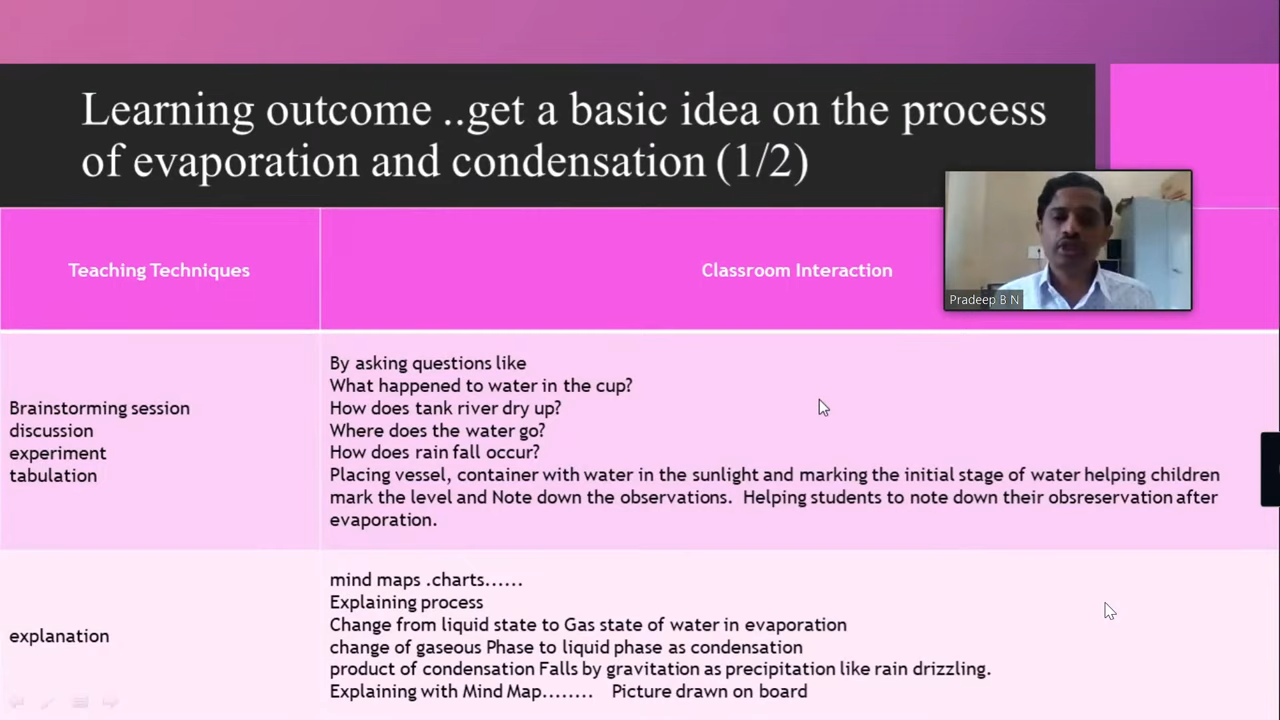 Learning outcome ..get a basic idea on the process
of evaporation and condensation (1/2)
Teaching Techniques
Classroom Interaction
Pradeep B N
Brainstorming session
discussion
experiment
tabulation
By asking questions like
What happened to water in the cup?
How does tank river dry up?
Where does the water go?
How does rain fall occur?
Placing vessel, container with water in the sunlight and marking the initial stage of water helping children
mark the level and Note down the observations.  Helping students to note down their obsreservation after
evaporation.
explanation
mind maps .charts......
Explaining process
Change from liquid state to Gas state of water in evaporation
change of gaseous Phase to liquid phase as condensation
product of condensation Falls by gravitation as precipitation like rain drizzling.
Explaining with Mind Map........   Picture drawn on board